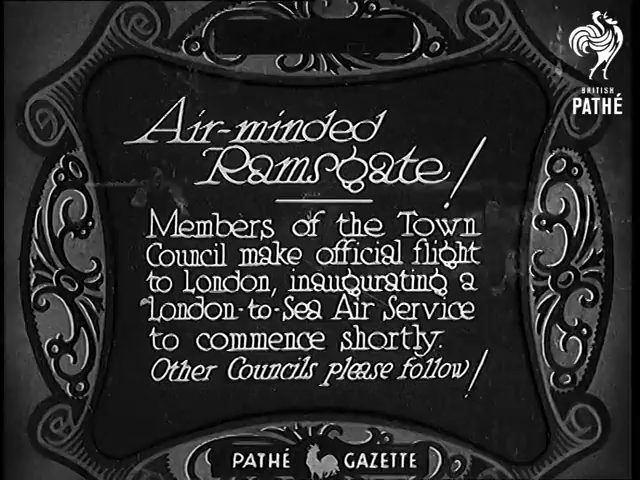 BRITISH
PATHÉ
Air-minded
Ramsgate!
Members of the Town
Council make official flight
to London, inaugurating a
London-to-Sea Air Service
to commence shortly.
Other Councils please follow!
PATHÉ GAZETTE